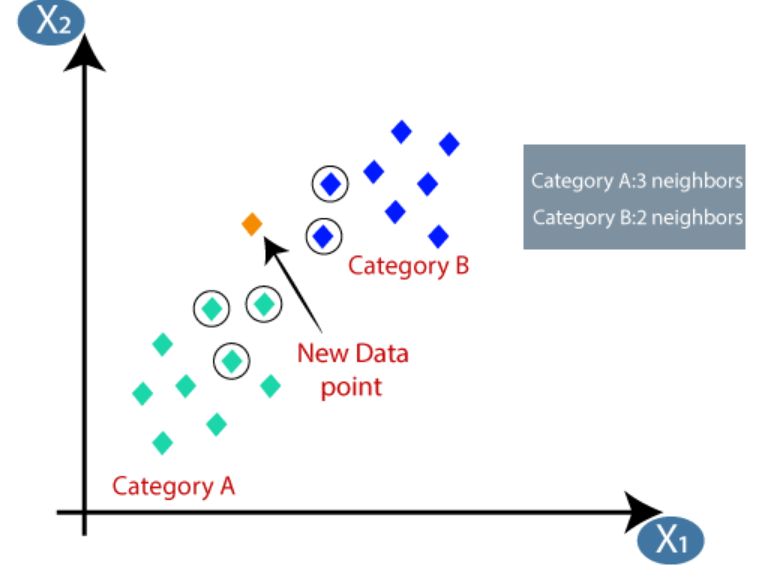 X2
Category A:3 neighbors
Category B:2 neighbors
Category B
New Data
point
Category A
X1